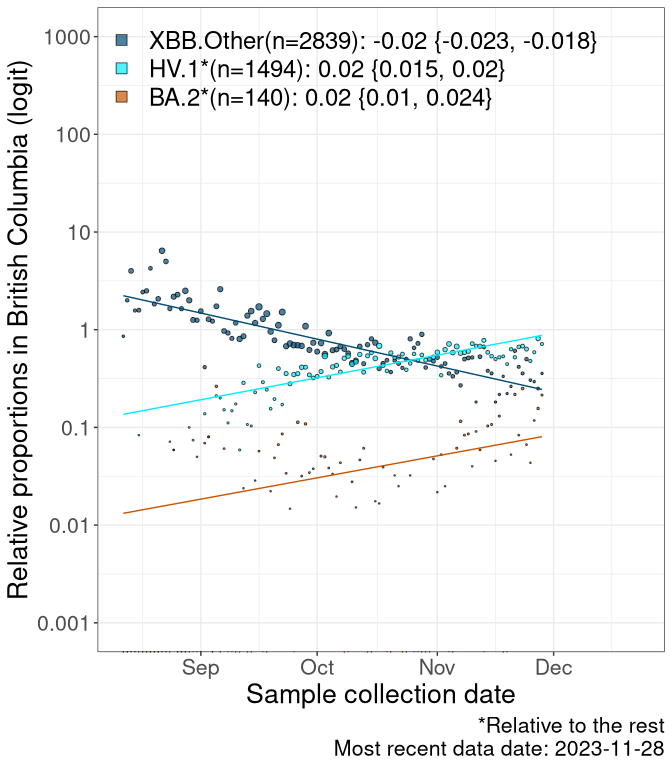 Relative proportions in British Columbia (logit)
1000
100
10
1
0.1
0.01
0.001
XBB.Other(n=2839): -0.02 {-0.023, -0.018}
HV.1*(n=1494): 0.02 {0.015, 0.02}
BA.2*(n=140): 0.02 {0.01, 0.024}
Sep Oct Nov Dec
Sample collection date
*Relative to the rest
Most recent data date: 2023-11-28